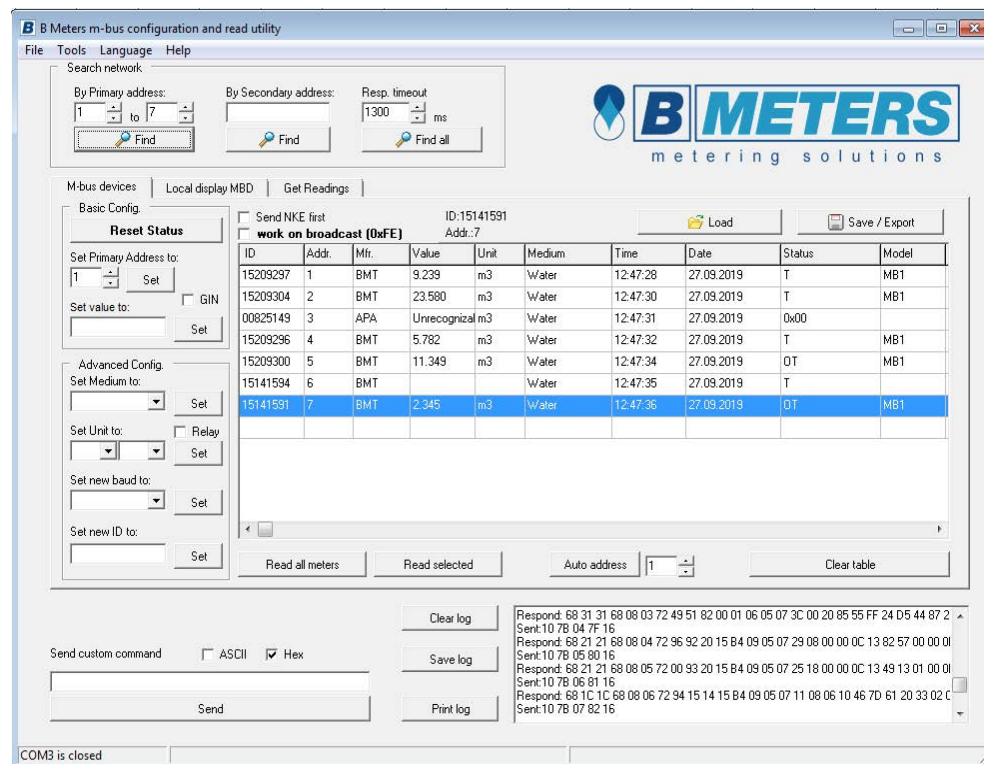 B B Meters m-bus configuration and read utility
File Tools Language Help
Search network
By Primary address: By Secondary address: Resp. timeout
1 to 7 1300 ms
Find Find Find all
B METERS
metering solutions
M-bus devices Local display MBD Get Readings
Basic Config.
Reset Status
Set Primary Address to:
1 Set
GIN
Set value to:
Set
Advanced Config.
Set Medium to:
Set
Set Unit to: Relay
Set
Set new baud to:
Set
Set new ID to:
Set
Send NKE first ID:15141591 Load Save / Export
work on broadcast (0xFE) Addr.:7
ID Addr. Mfr. Value Unit Medium Time Date Status Model
15209297 1 BMT 9.239 m3 Water 12:47:28 27.09.2019 T MB1
15209304 2 BMT 23.580 m3 Water 12:47:30 27.09.2019 T MB1
00825149 3 APA Unrecognizal m3 Water 12:47:31 27.09.2019 0x00
15209296 4 BMT 5.782 m3 Water 12:47:32 27.09.2019 T MB1
15209300 5 BMT 11.349 m3 Water 12:47:34 27.09.2019 OT MB1
15141594 6 BMT Water 12:47:35 27.09.2019 T
15141591 7 BMT 2.345 m3 Water 12:47:36 27.09.2019 OT MB1
Read all meters Read selected Auto address 1 Clear table
Send custom command ASCII Hex
Send
Clear log
Save log
Print log
Respond: 68 31 31 68 08 03 72 49 51 82 00 01 06 05 07 3C 00 20 85 55 FF 24 D5 44 87 2
Sent:10 7B 04 7F 16
Respond: 68 21 21 68 08 04 72 96 92 20 15 B4 09 05 07 29 08 00 00 0C 13 82 57 00 00
Sent:10 7B 05 80 16
Respond: 68 21 21 68 08 05 72 00 93 20 15 B4 09 05 07 25 18 00 00 0C 13 49 13 01 00
Sent:10 7B 06 81 16
Respond: 68 1C 1C 68 08 06 72 94 15 14 15 B4 09 05 07 11 08 06 10 46 7D 61 20 33 02
Sent:10 7B 07 82 16
COM3 is closed